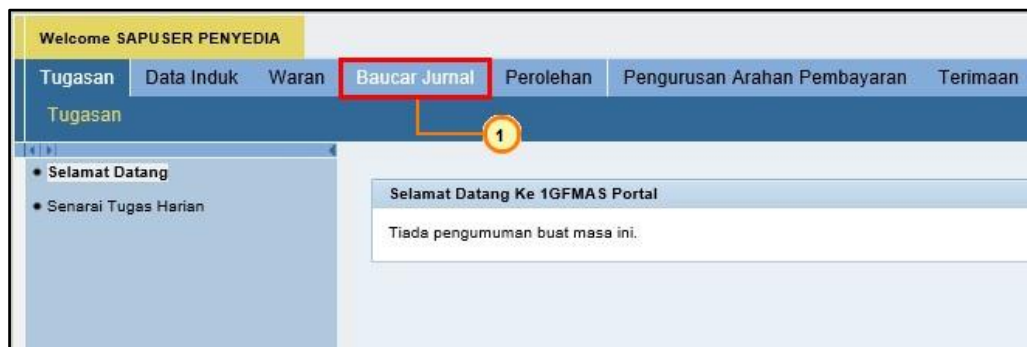 Welcome SAPUSER PENYEDIA
Tugasan Data Induk Waran Baucar Jurnal Perolehan Pengurusan Arahan Pembayaran Terimaan
Tugasan
1
Selamat Datang
Senarai Tugas Harian
Selamat Datang Ke 1GFMAS Portal
Tiada pengumuman buat masa ini.